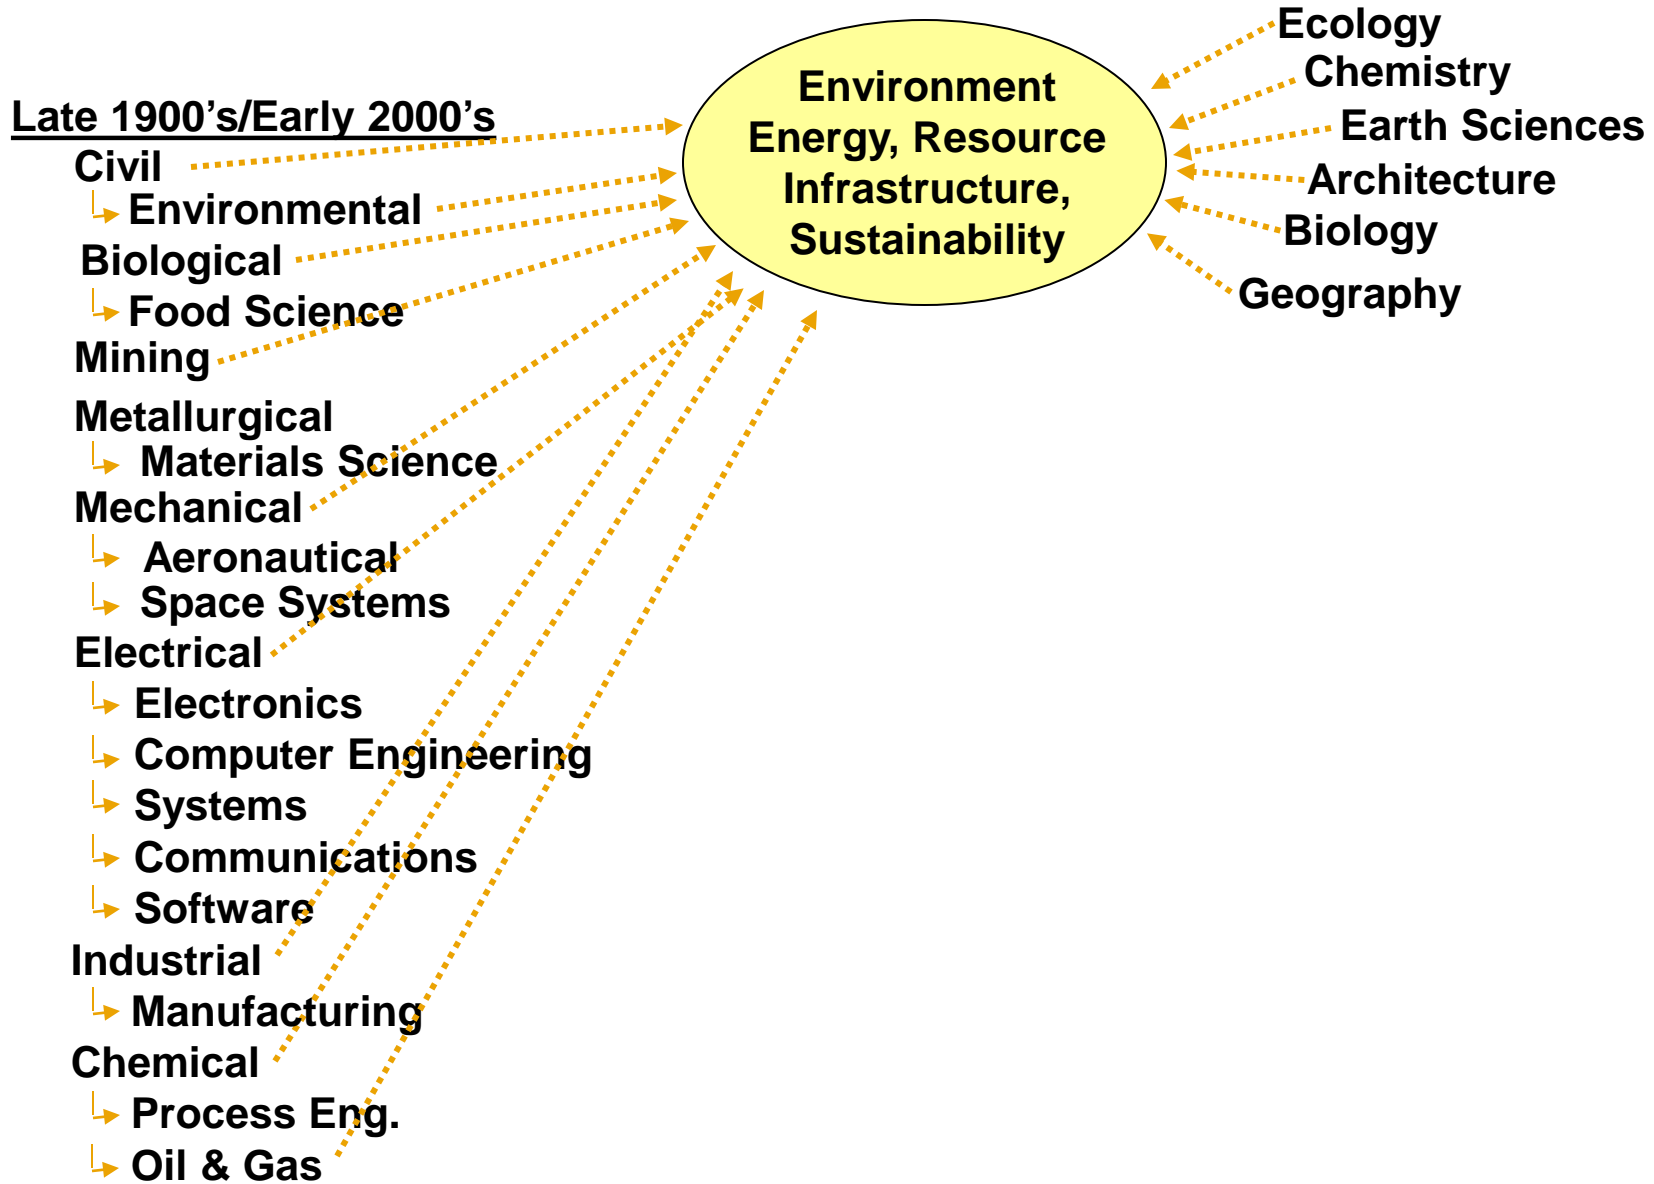 Late 1900's/Early 2000's
Civil
Environmental
Biological
Food Science
Mining
Metallurgical
Materials Science
Mechanical
Aeronautical
Space Systems
Electrical
Electronics
Computer Engineering
Systems
Communications
Software
Industrial
Manufacturing
Chemical
Process Eng.
Oil & Gas
Environment
Energy, Resource
Infrastructure,
Sustainability
Ecology
Chemistry
Earth Sciences
Architecture
Biology
Geography